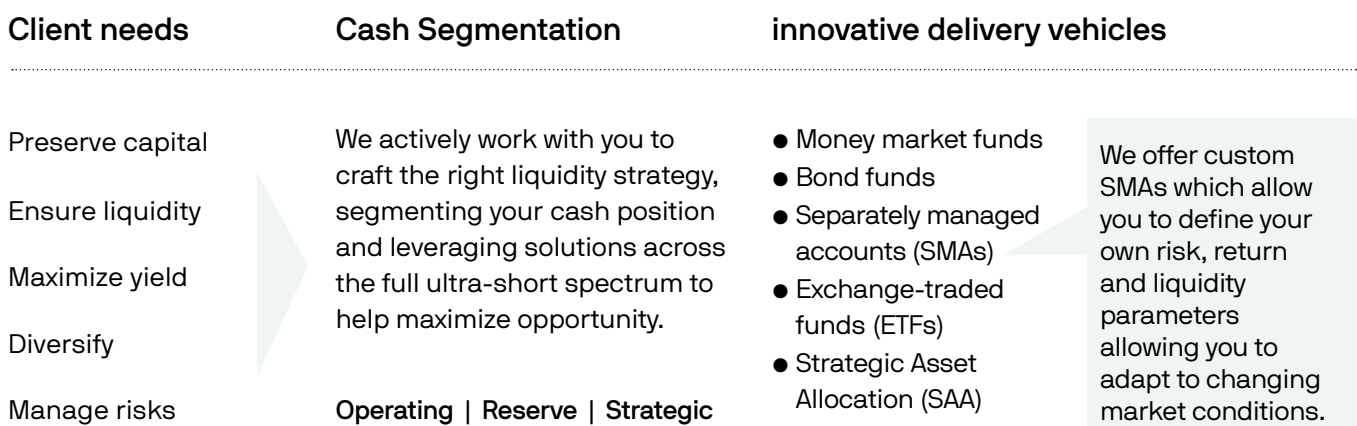 Client needs
Preserve capital
Ensure liquidity
Maximize yield
Diversify
Manage risks
Cash Segmentation
We actively work with you to
craft the right liquidity strategy,
segmenting your cash position
and leveraging solutions across
the full ultra-short spectrum to
help maximize opportunity.
Operating | Reserve | Strategic
innovative delivery vehicles
● Money market funds
● Bond funds
● Separately managed
accounts (SMAs)
● Exchange-traded
funds (ETFs)
● Strategic Asset
Allocation (SAA)
We offer custom
SMAs which allow
you to define your
own risk, return
and liquidity
parameters
allowing you to
adapt to changing
market conditions.